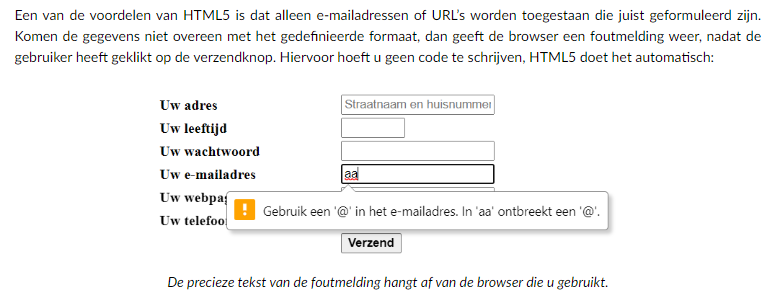 Een van de voordelen van HTML5 is dat alleen e-mailadressen of URL's worden toegestaan die juist geformuleerd zijn.
Komen de gegevens niet overeen met het gedefinieerde formaat, dan geeft de browser een foutmelding weer, nadat de
gebruiker heeft geklikt op de verzendknop. Hiervoor hoeft u geen code te schrijven, HTML5 doet het automatisch:
Uw adres Straatnaam en huisnummer
Uw leeftijd
Uw wachtwoord
Uw e-mailadres aa
Uw webpa
! Gebruik een '@' in het e-mailadres. In 'aa' ontbreekt een '@'.
Uw telefoo
Verzend
De precieze tekst van de foutmelding hangt af van de browser die u gebruikt.